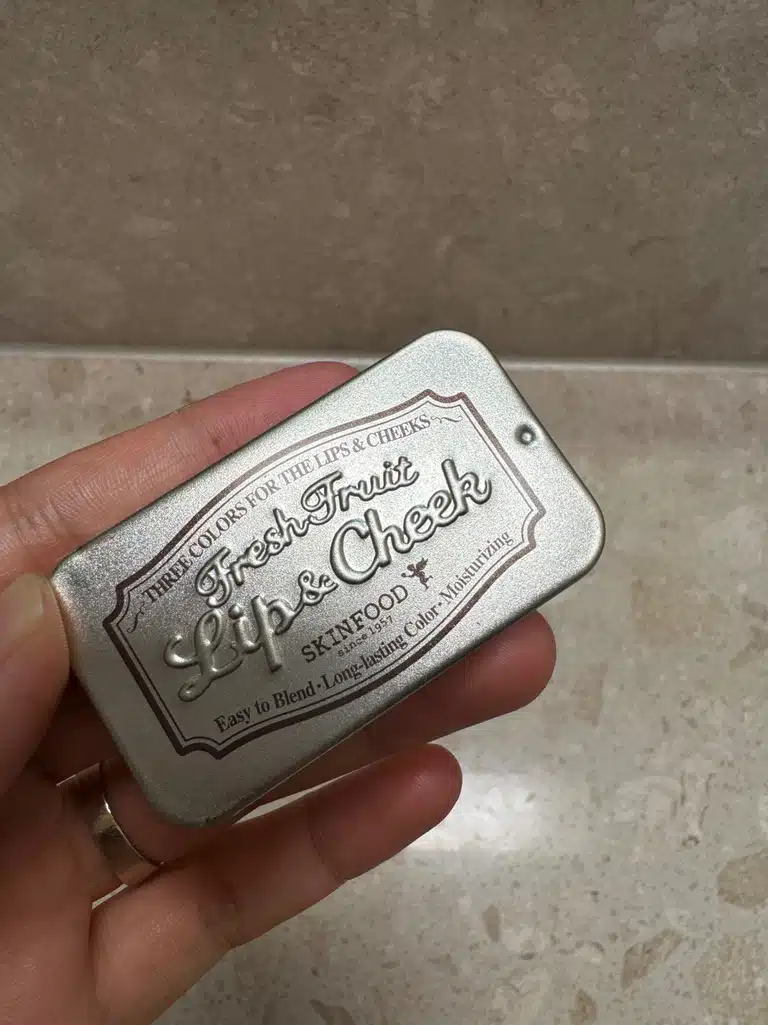 THREE COLORS FOR THE LIPS & CHEEKS
Fresh Fruit
Lip & Cheek
SKINFOOD
since 1957
Easy to Blend · Long-lasting Color · Moisturizing